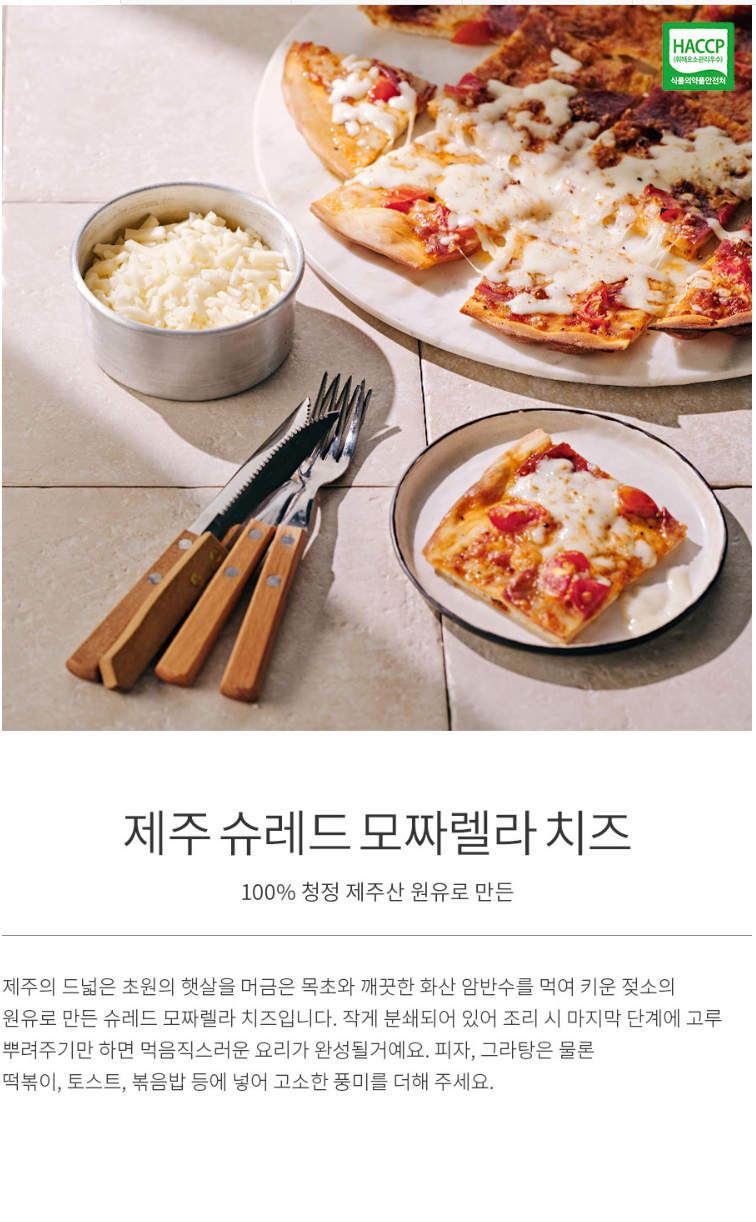 HACCP
(위해요소관리우수)
식품의약품안전처
제주 슈레드 모짜렐라 치즈
100% 청정 제주산 원유로 만든
제주의 드넓은 초원의 햇살을 머금은 목초와 깨끗한 화산 암반수를 먹여 키운 젖소의
원유로 만든 슈레드 모짜렐라 치즈입니다. 작게 분쇄되어 있어 조리 시 마지막 단계에 고루
뿌려주기만 하면 먹음직스러운 요리가 완성될거예요. 피자, 그라탕은 물론
떡볶이, 토스트, 볶음밥 등에 넣어 고소한 풍미를 더해 주세요.